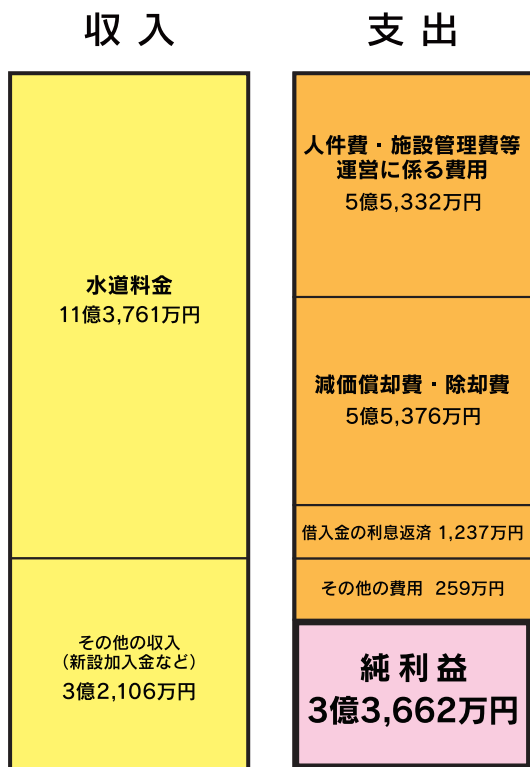 収入
水道料金
11億3,761万円
その他の収入
（新設加入金など）
3億2,106万円
支出
人件費・施設管理費等
運営に係る費用
5億5,332万円
減価償却費・除却費
5億5,376万円
借入金の利息返済 1,237万円
その他の費用 259万円
純利益
3億3,662万円